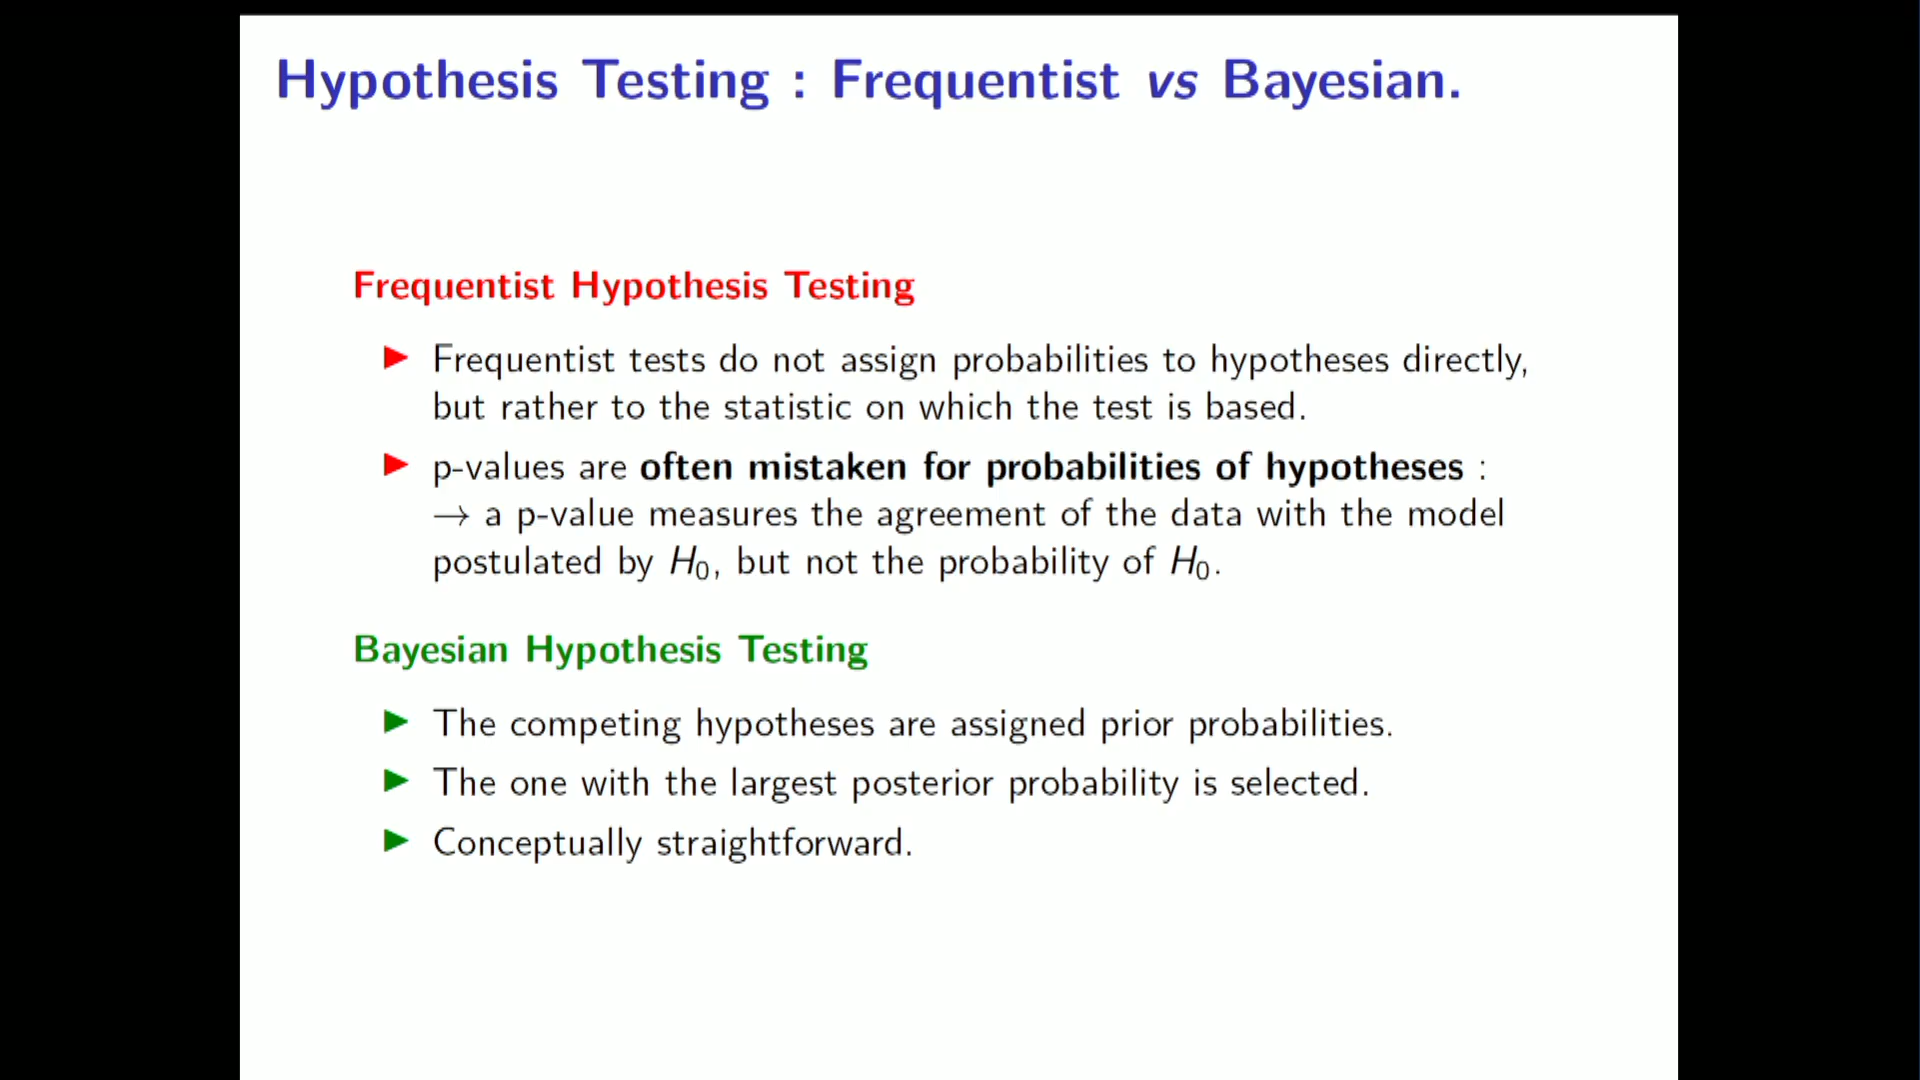 Hypothesis Testing : Frequentist vs Bayesian.
Frequentist Hypothesis Testing
▶ Frequentist tests do not assign probabilities to hypotheses directly,
but rather to the statistic on which the test is based.
▶ p-values are often mistaken for probabilities of hypotheses :
→ a p-value measures the agreement of the data with the model
postulated by H₀, but not the probability of H₀.
Bayesian Hypothesis Testing
▶ The competing hypotheses are assigned prior probabilities.
▶ The one with the largest posterior probability is selected.
▶ Conceptually straightforward.